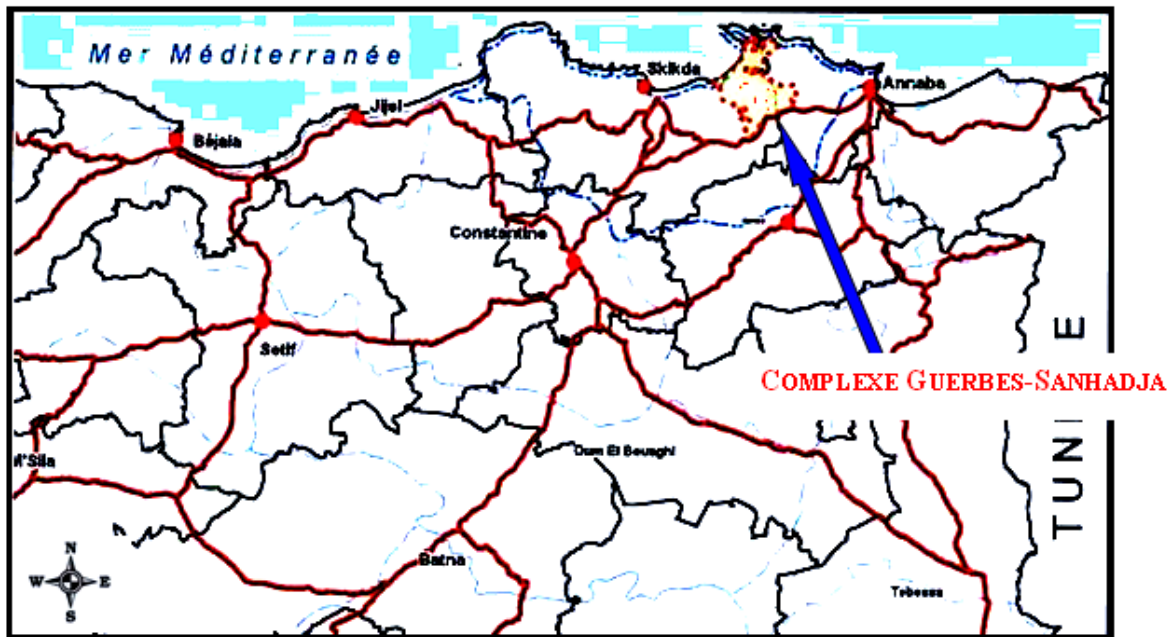 Mer Méditerranée
Skikda
Annaba
Jijel
Béjaia
Constantine
Setif
COMPLEXE GUERBES-SANHADJA
TUNI E
M'Sila
Oum El Bouaghi
Batna
Tebessa
N
W E
S